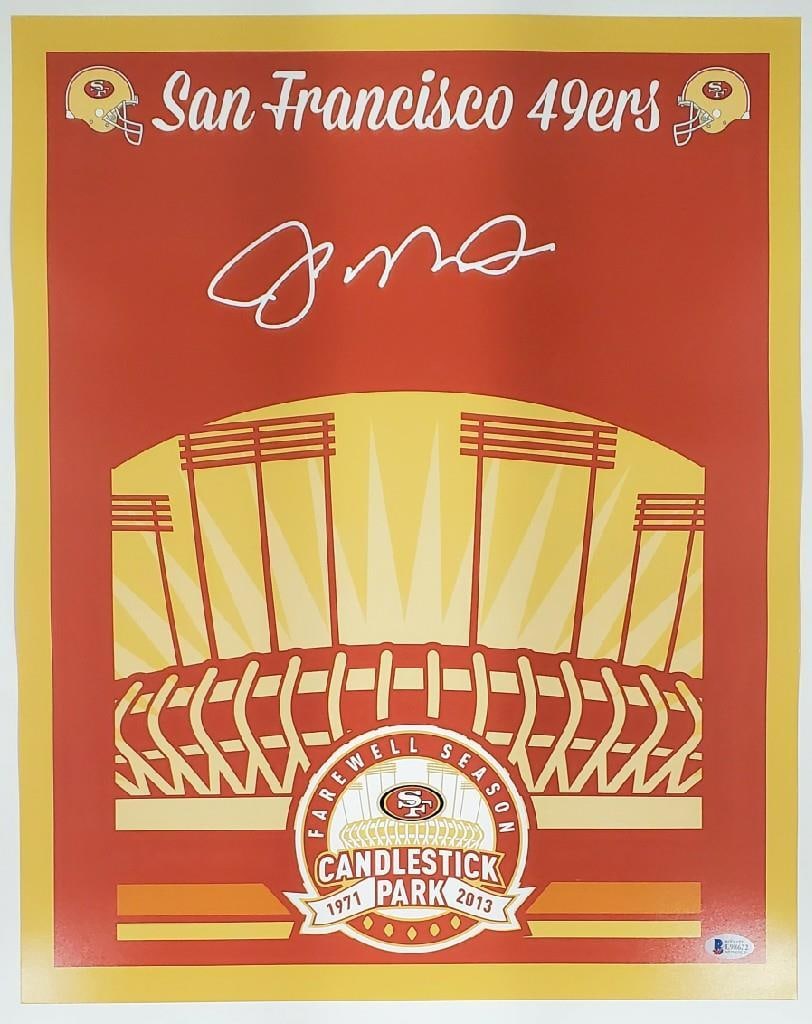 San Francisco 49ers
FAREWELL SEASON
SF
CANDLESTICK
1971 PARK 2013